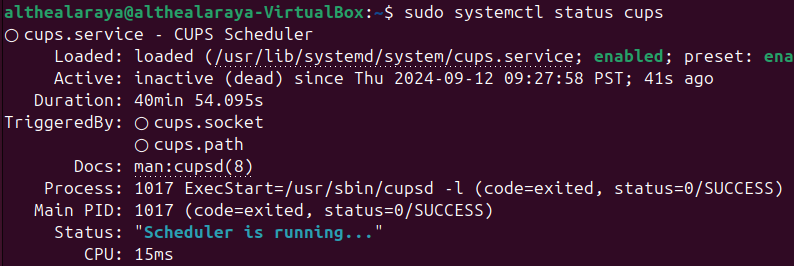 althealaraya@althealaraya-VirtualBox:~$ sudo systemctl status cups
○ cups.service - CUPS Scheduler
Loaded: loaded (/usr/lib/systemd/system/cups.service; enabled; preset: ena
Active: inactive (dead) since Thu 2024-09-12 09:27:58 PST; 41s ago
Duration: 40min 54.095s
TriggeredBy: ○ cups.socket
○ cups.path
Docs: man:cupsd(8)
Process: 1017 ExecStart=/usr/sbin/cupsd -l (code=exited, status=0/SUCCESS)
Main PID: 1017 (code=exited, status=0/SUCCESS)
Status: "Scheduler is running..."
CPU: 15ms